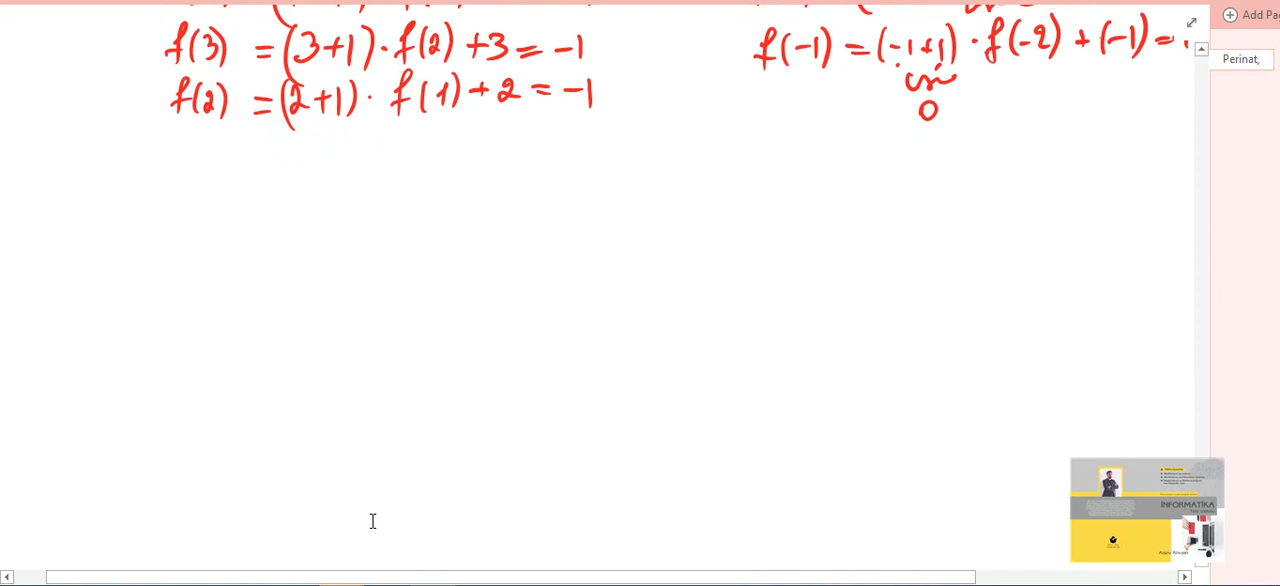 f(3) = (3+1)·f(2)+3 = -1
f(2) = (2+1)· f(1)+2 = -1
f(-1) = (-1+1)·f(-2)+(-1) =
0
Add Pa
Perinat,
INFORMATIKA